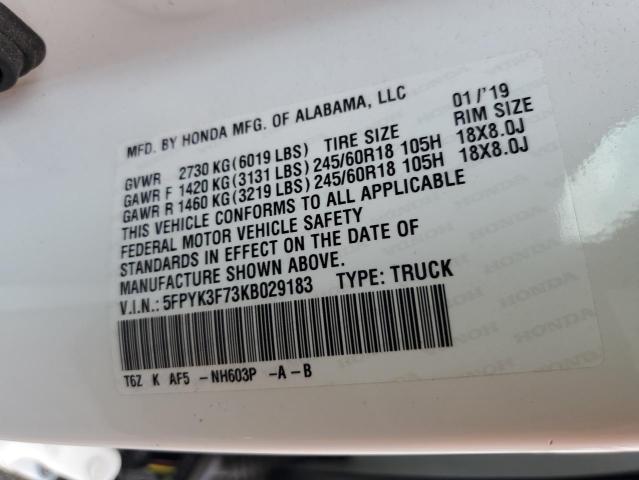 MFD. BY HONDA MFG. OF ALABAMA, LLC 01/'19
GVWR 2730 KG(6019 LBS) TIRE SIZE RIM SIZE
GAWR F 1420 KG(3131 LBS) 245/60R18 105H 18X8.0J
GAWR R 1460 KG(3219 LBS) 245/60R18 105H 18X8.0J
THIS VEHICLE CONFORMS TO ALL APPLICABLE
FEDERAL MOTOR VEHICLE SAFETY
STANDARDS IN EFFECT ON THE DATE OF
MANUFACTURE SHOWN ABOVE.
V.I.N.: 5FPYK3F73KB029183 TYPE: TRUCK
T6Z K AF5 -NH603P -A-B